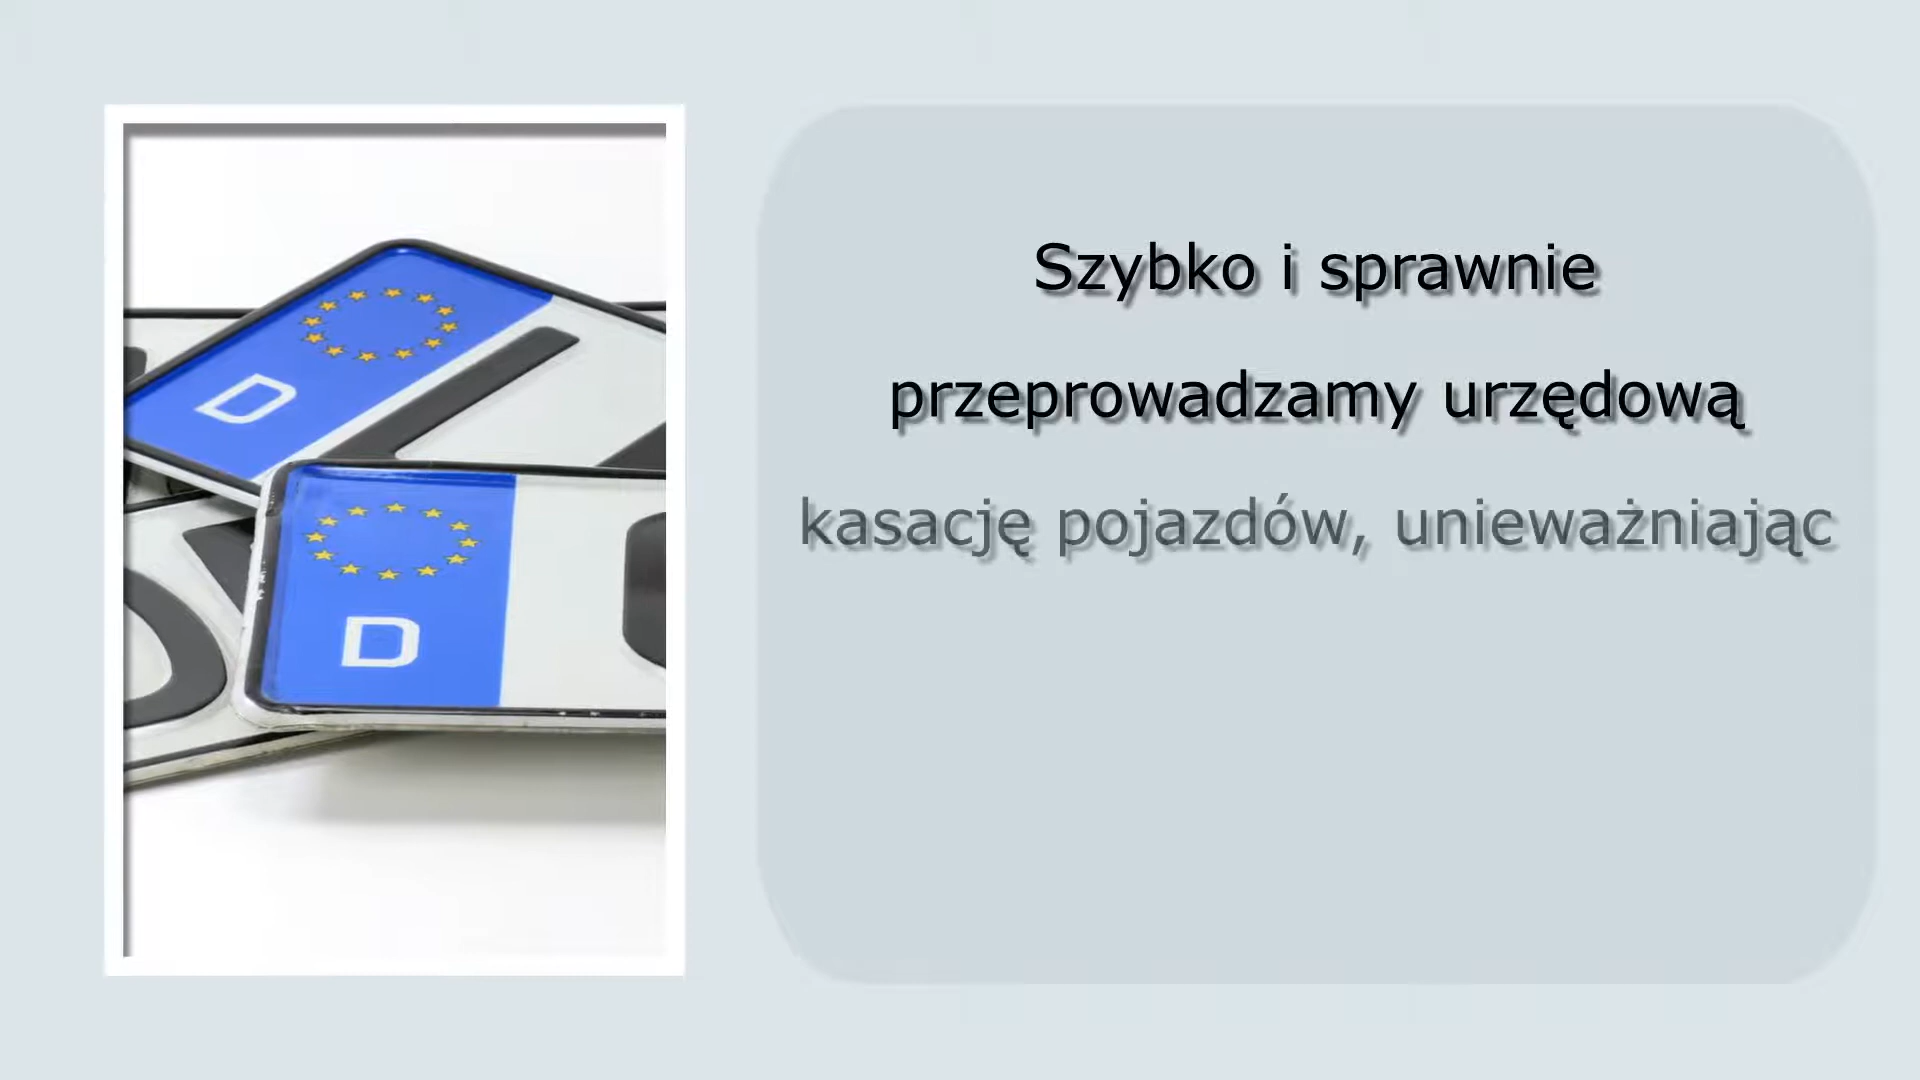 Szybko i sprawnie
przeprowadzamy urzędową
kasację pojazdów, unieważniając
D
D